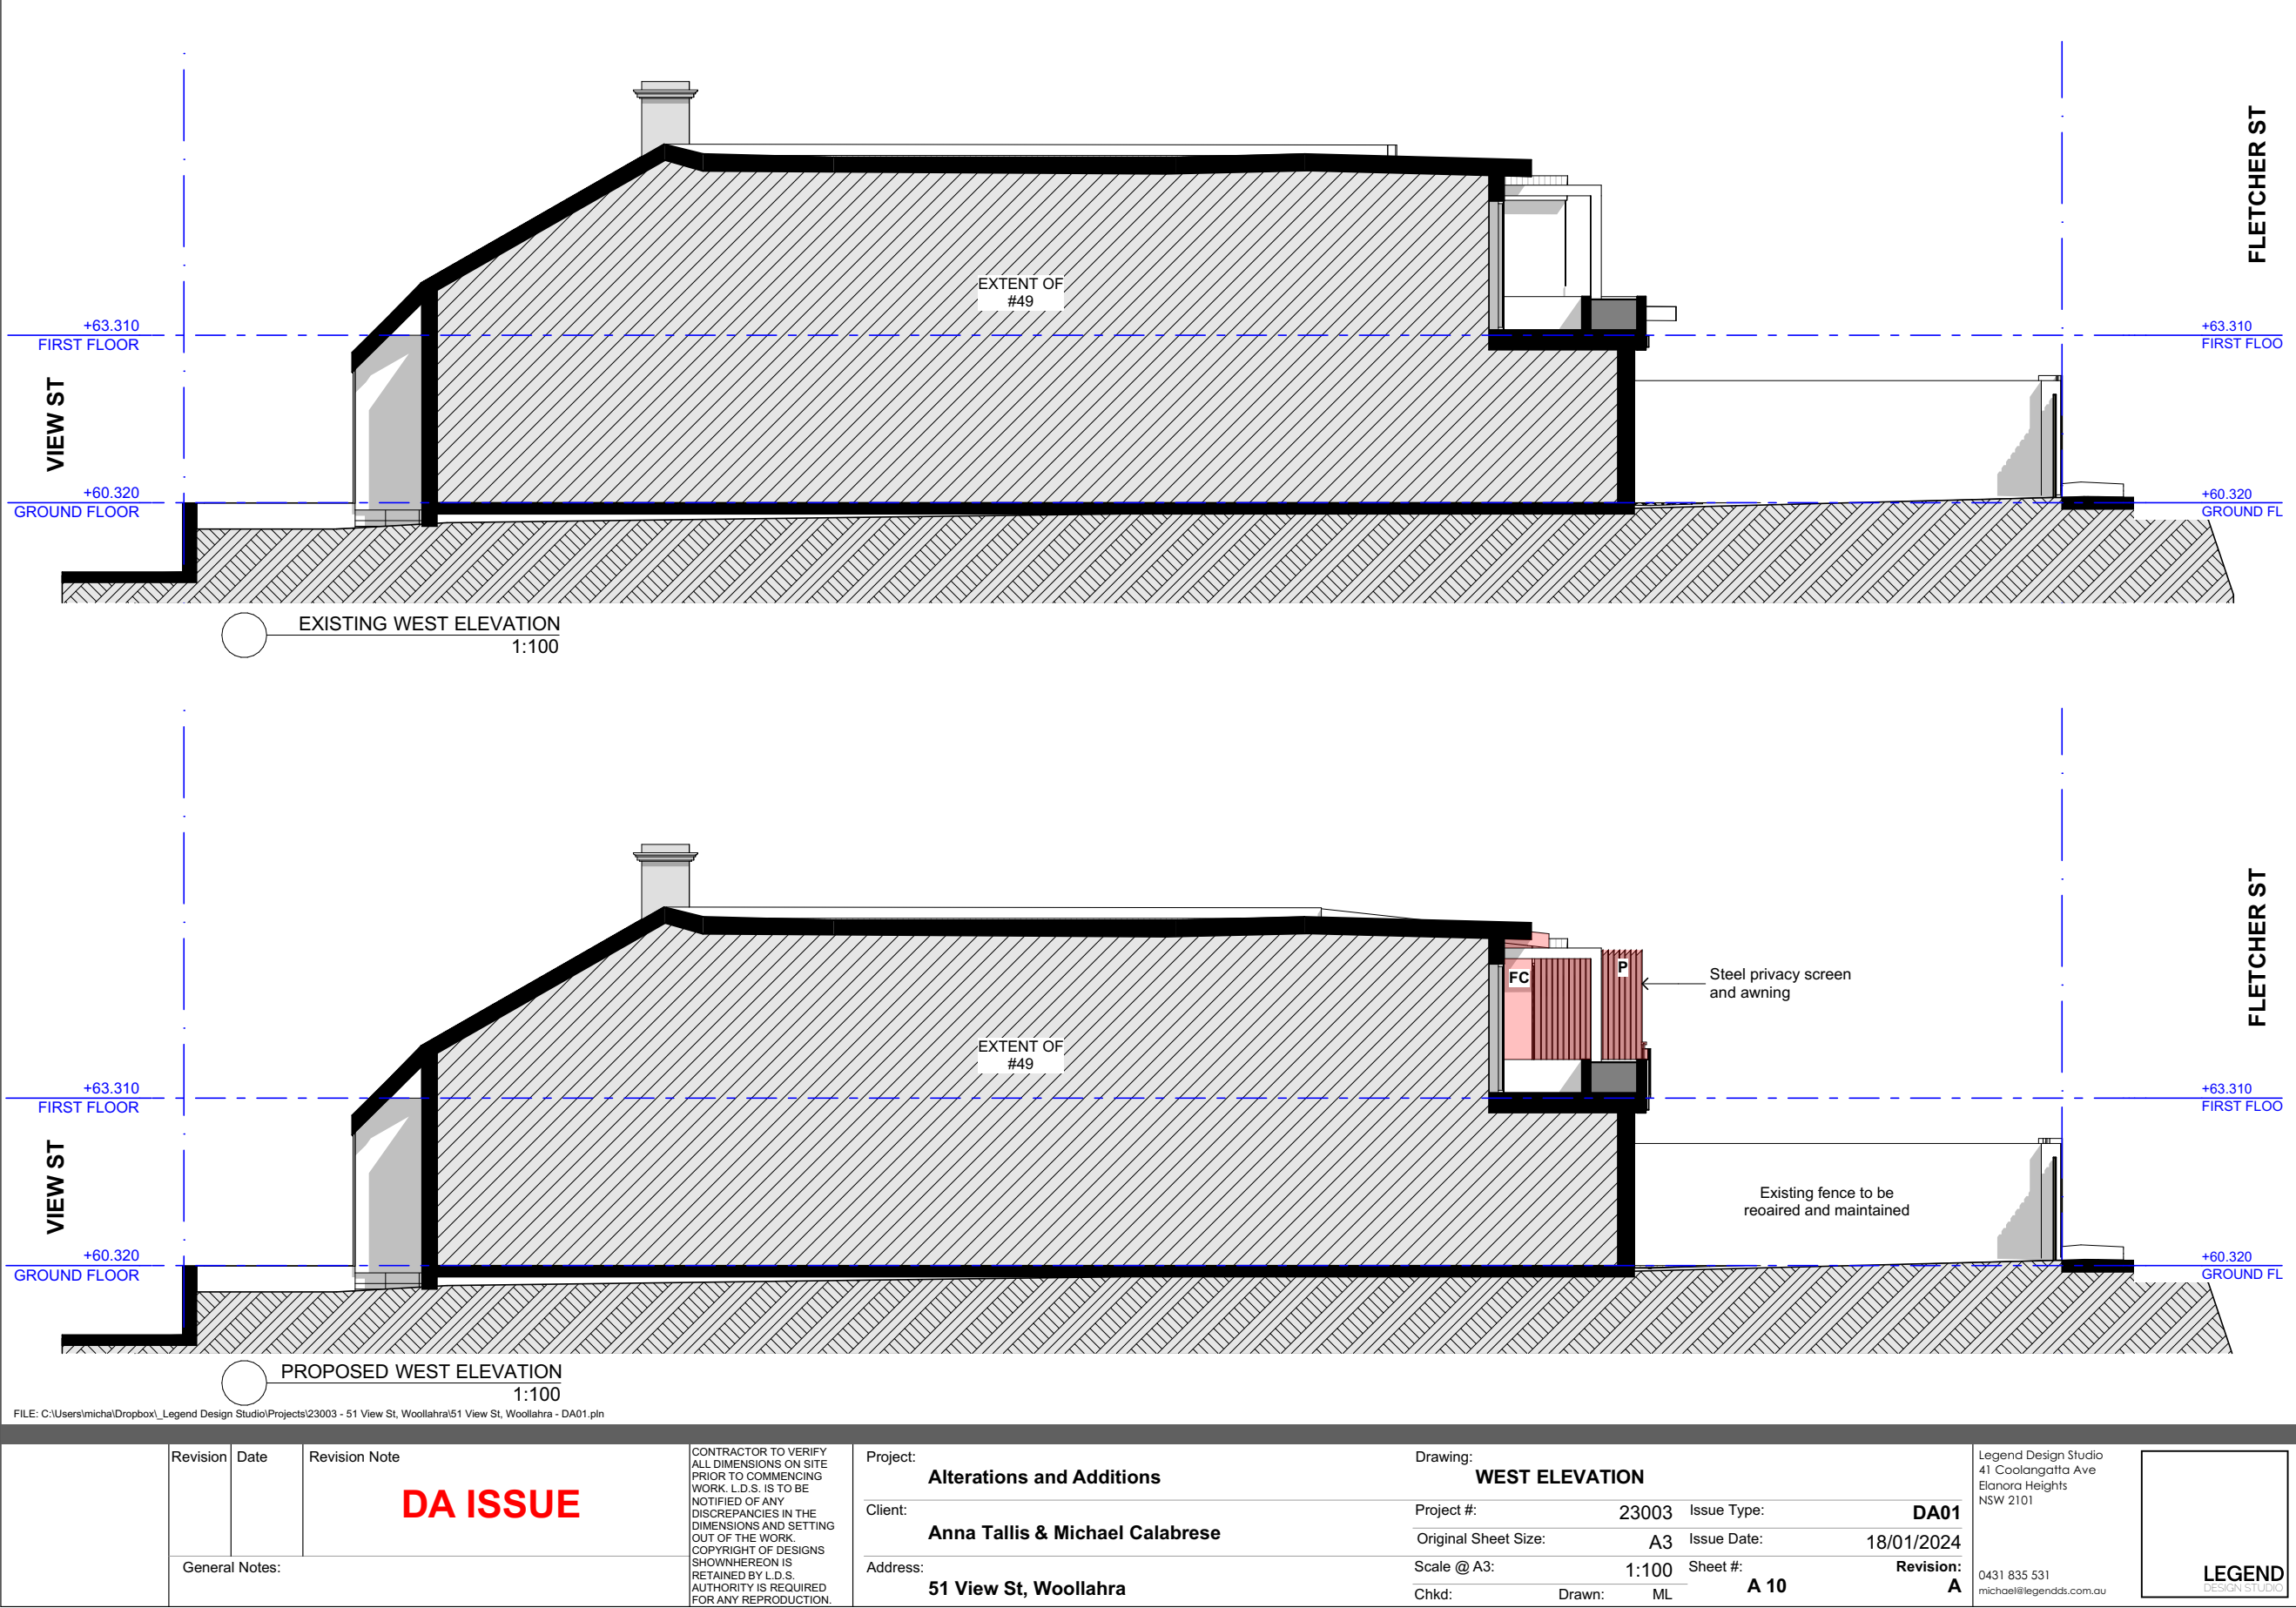 FLETCHER ST
EXTENT OF
#49
+63.310
FIRST FLOOR
+63.310
FIRST FLOO
VIEW ST
+60.320
GROUND FLOOR
+60.320
GROUND FL
EXISTING WEST ELEVATION
1:100
FLETCHER ST
FC
P
Steel privacy screen
and awning
EXTENT OF
#49
+63.310
FIRST FLOOR
+63.310
FIRST FLOO
VIEW ST
Existing fence to be
reoaired and maintained
+60.320
GROUND FLOOR
+60.320
GROUND FL
PROPOSED WEST ELEVATION
1:100
FILE: C:\Users\micha\Dropbox\_Legend Design Studio\Projects\23003 - 51 View St, Woollahra\51 View St, Woollahra - DA01.pln
Revision
Date
Revision Note
DA ISSUE
General Notes:
CONTRACTOR TO VERIFY
ALL DIMENSIONS ON SITE
PRIOR TO COMMENCING
WORK. L.D.S. IS TO BE
NOTIFIED OF ANY
DISCREPANCIES IN THE
DIMENSIONS AND SETTING
OUT OF THE WORK.
COPYRIGHT OF DESIGNS
SHOWNHEREON IS
RETAINED BY L.D.S.
AUTHORITY IS REQUIRED
FOR ANY REPRODUCTION.
Project:
Alterations and Additions
Client:
Anna Tallis & Michael Calabrese
Address:
51 View St, Woollahra
Drawing:
WEST ELEVATION
Project #: 23003 Issue Type: DA01
Original Sheet Size: A3 Issue Date: 18/01/2024
Scale @ A3: 1:100 Sheet #: A 10 Revision: A
Chkd: Drawn: ML
Legend Design Studio
41 Coolangatta Ave
Elanora Heights
NSW 2101
0431 835 531
michael@legendds.com.au
LEGEND
DESIGN STUDIO